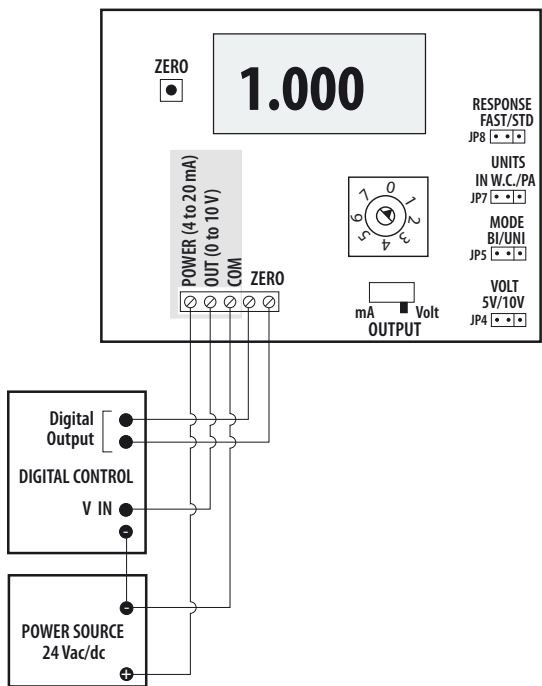 ZERO
1.000
RESPONSE
FAST/STD
JP8
UNITS
IN W.C./PA
JP7
MODE
BI/UNI
JP5
VOLT
5V/10V
JP4
POWER (4 to 20 mA)
OUT (0 to 10 V)
COM
ZERO
0
1
2
3
4
5
6
7
mA
Volt
OUTPUT
Digital
Output
DIGITAL CONTROL
V IN
-
-
POWER SOURCE
24 Vac/dc
+